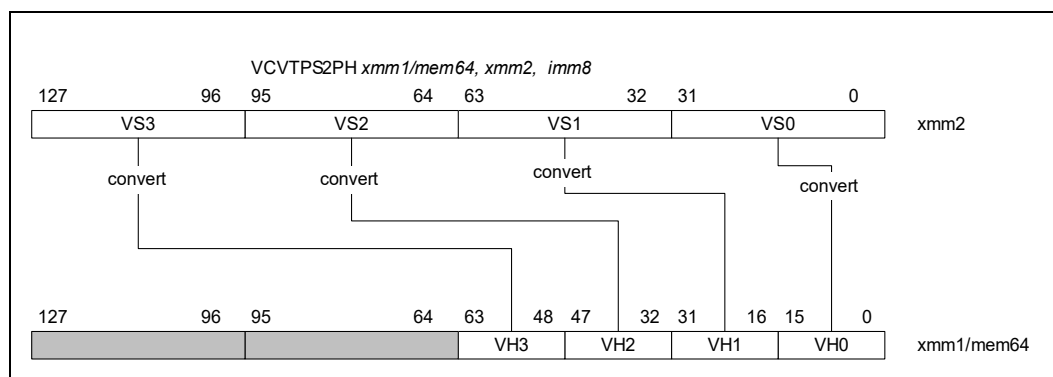 VCVTPS2PH xmm1/mem64, xmm2, imm8
127 96 95 64 63 32 31 0
VS3 VS2 VS1 VS0 xmm2
convert convert convert convert
127 96 95 64 63 48 47 32 31 16 15 0
VH3 VH2 VH1 VH0 xmm1/mem64